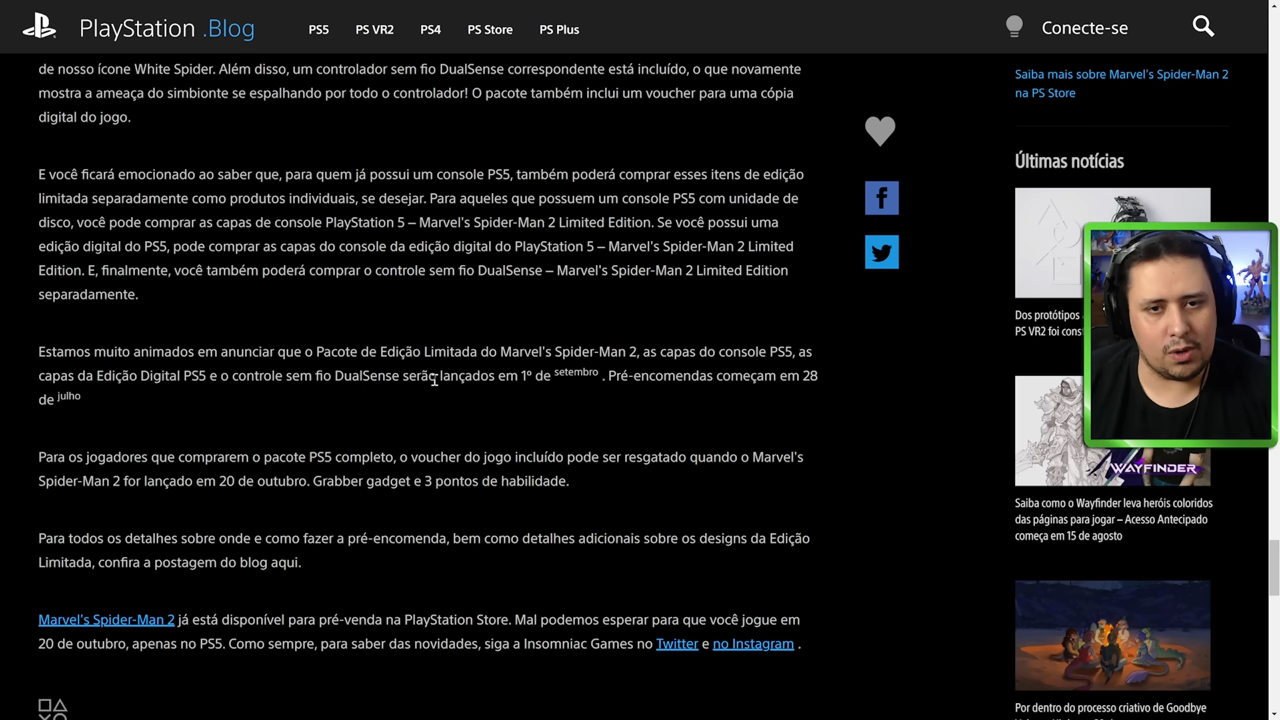 PlayStation .Blog
PS5
PS VR2
PS4
PS Store
PS Plus
Conecte-se
de nosso ícone White Spider. Além disso, um controlador sem fio DualSense correspondente está incluído, o que novamente
mostra a ameaça do simbionte se espalhando por todo o controlador! O pacote também inclui um voucher para uma cópia
digital do jogo.
E você ficará emocionado ao saber que, para quem já possui um console PS5, também poderá comprar esses itens de edição
limitada separadamente como produtos individuais, se desejar. Para aqueles que possuem um console PS5 com unidade de
disco, você pode comprar as capas de console PlayStation 5 – Marvel's Spider-Man 2 Limited Edition. Se você possui uma
edição digital do PS5, pode comprar as capas do console da edição digital do PlayStation 5 – Marvel's Spider-Man 2 Limited
Edition. E, finalmente, você também poderá comprar o controle sem fio DualSense – Marvel's Spider-Man 2 Limited Edition
separadamente.
Estamos muito animados em anunciar que o Pacote de Edição Limitada do Marvel's Spider-Man 2, as capas do console PS5, as
capas da Edição Digital PS5 e o controle sem fio DualSense serão lançados em 1º de setembro . Pré-encomendas começam em 28
de julho
Para os jogadores que comprarem o pacote PS5 completo, o voucher do jogo incluído pode ser resgatado quando o Marvel's
Spider-Man 2 for lançado em 20 de outubro. Grabber gadget e 3 pontos de habilidade.
Para todos os detalhes sobre onde e como fazer a pré-encomenda, bem como detalhes adicionais sobre os designs da Edição
Limitada, confira a postagem do blog aqui.
Marvel's Spider-Man 2 já está disponível para pré-venda na PlayStation Store. Mal podemos esperar para que você jogue em
20 de outubro, apenas no PS5. Como sempre, para saber das novidades, siga a Insomniac Games no Twitter e no Instagram .
Saiba mais sobre Marvel's Spider-Man 2
na PS Store
Últimas notícias
Dos protótipos
PS VR2 foi
WAYFINDER
Saiba como o Wayfinder leva heróis coloridos
das páginas para jogar – Acesso Antecipado
começa em 15 de agosto
Por dentro do processo criativo de Goodbye